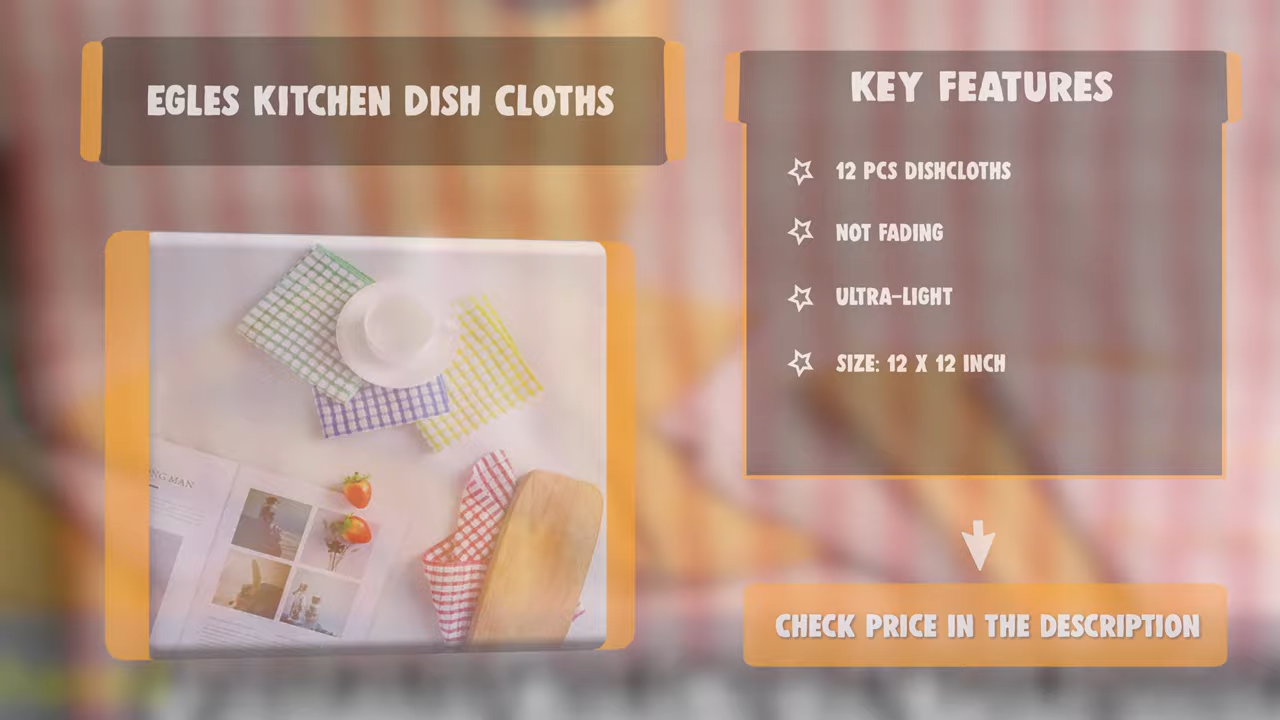 EGLES KITCHEN DISH CLOTHS
KEY FEATURES
12 PCS DISHCLOTHS
NOT FADING
ULTRA-LIGHT
SIZE: 12 X 12 INCH
CHECK PRICE IN THE DESCRIPTION